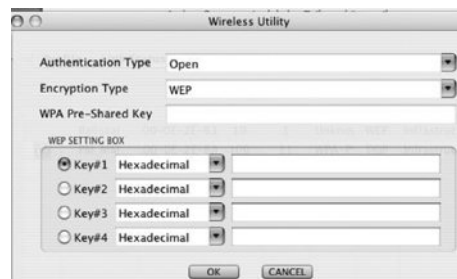 Wireless Utility
Authentication Type Open
Encryption Type WEP
WPA Pre-Shared Key
WEP SETTING BOX
Key#1 Hexadecimal
Key#2 Hexadecimal
Key#3 Hexadecimal
Key#4 Hexadecimal
OK CANCEL